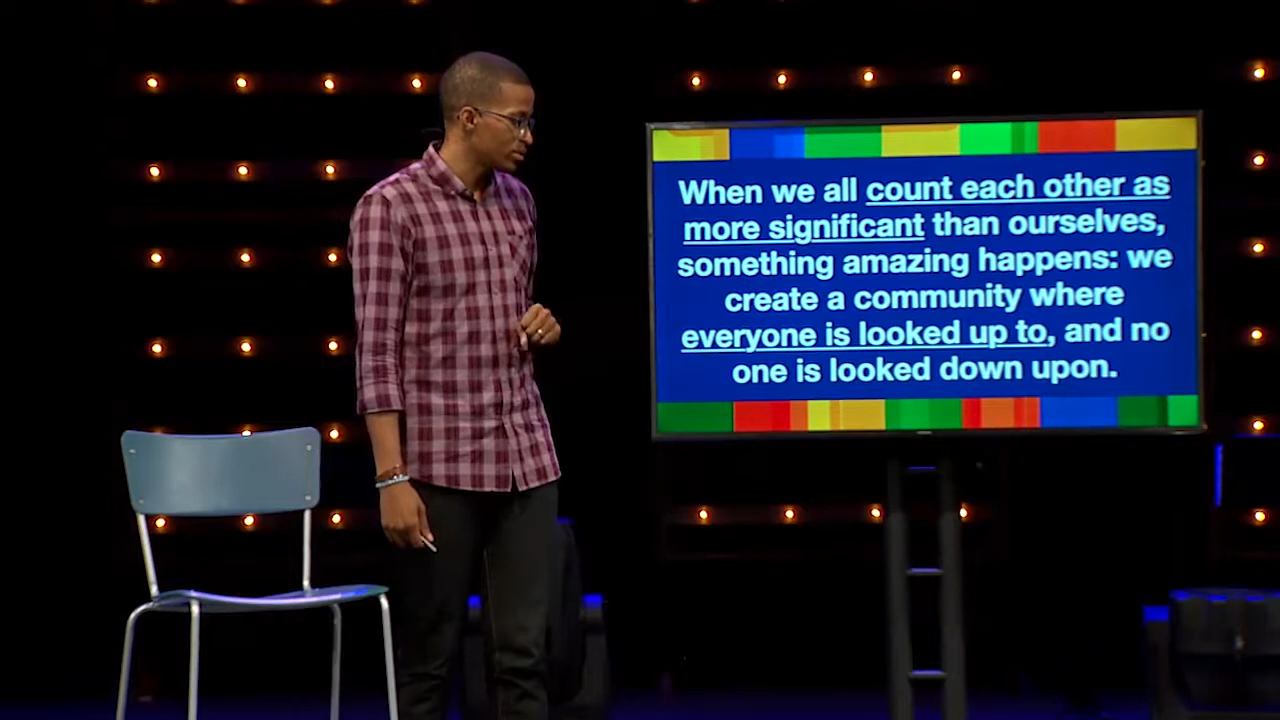 When we all count each other as
more significant than ourselves,
something amazing happens: we
create a community where
everyone is looked up to, and no
one is looked down upon.